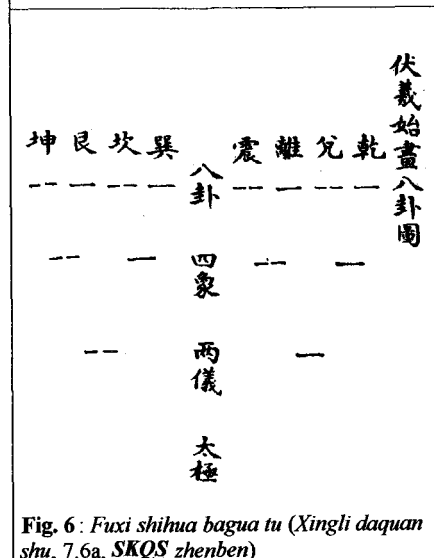 伏羲始畫八卦圖
乾
兌
離
震
八卦
巽
坎
艮
坤
四象
兩儀
太極
Fig. 6 : Fuxi shihua bagua tu (Xingli daquan
shu, 7.6a, SKQS zhenben)